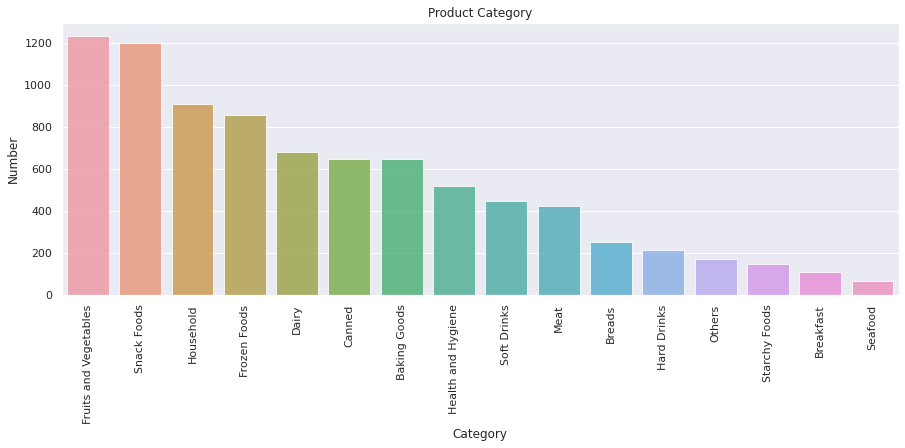 Product Category
Number
1200
1000
800
600
400
200
0
Fruits and Vegetables
Snack Foods
Household
Frozen Foods
Dairy
Canned
Baking Goods
Health and Hygiene
Soft Drinks
Meat
Breads
Hard Drinks
Others
Starchy Foods
Breakfast
Seafood
Category